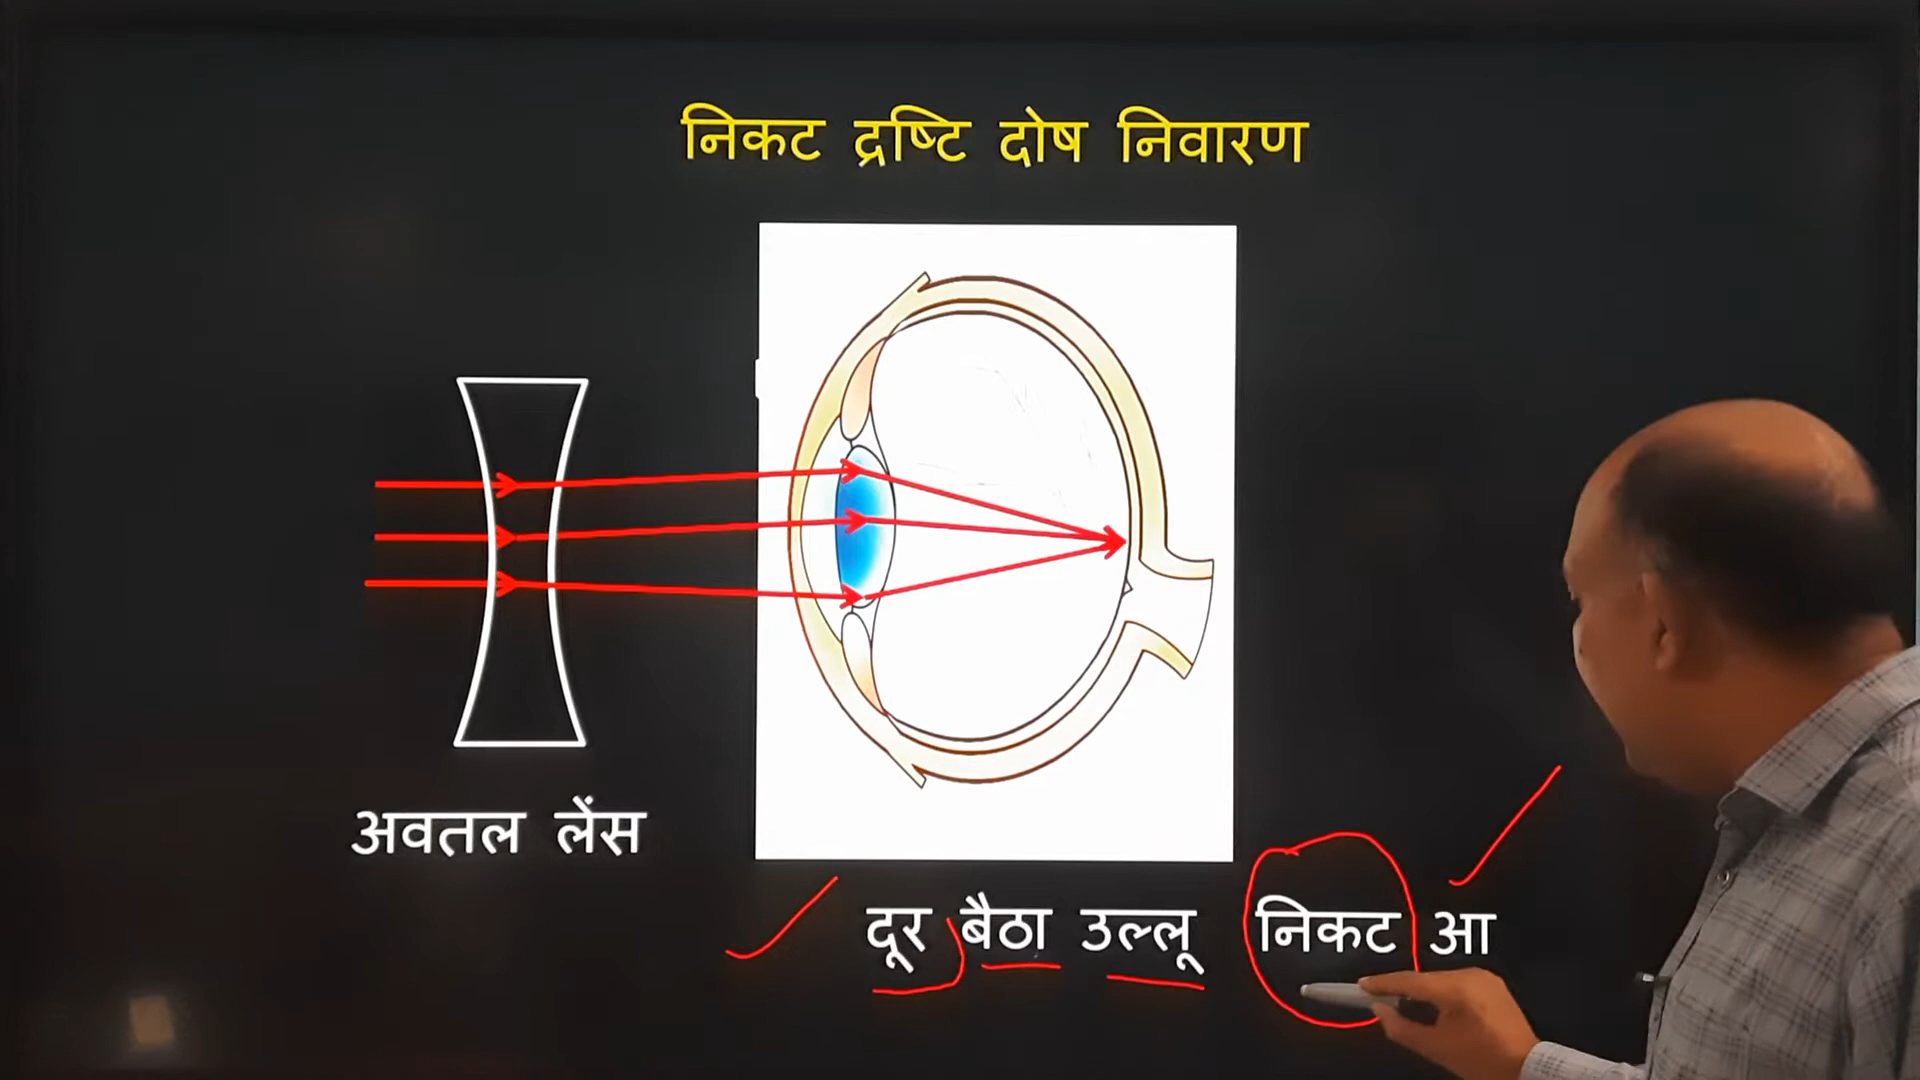 निकट द्रष्टि दोष निवारण
अवतल लेंस
दूर बैठा उल्लू निकट आ